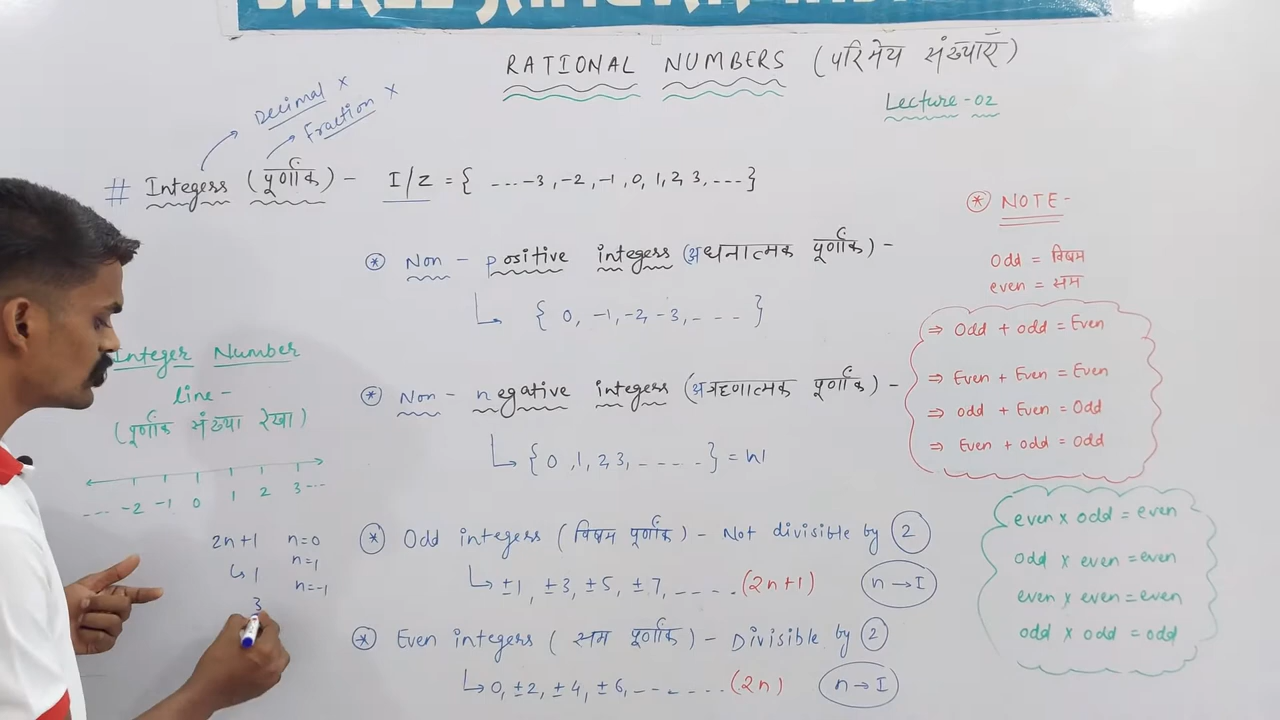 RATIONAL NUMBERS (परिमेय संख्याएँ)
Lecture-02
Decimal x
Fraction x
# Integers (पूर्णांक) - I/Z = { ....-3, -2, -1, 0, 1, 2, 3, .... }
* Non - positive integers (अधनात्मक पूर्णांक) -
{ 0, -1, -2, -3, - - - }
* Non - negative integers (अऋणात्मक पूर्णांक) -
{ 0, 1, 2, 3, - - - - - } = W
* Odd integers (विषम पूर्णांक) - Not divisible by 2
±1, ±3, ±5, ±7, - - - - (2n+1) n → I
* Even integers (सम पूर्णांक) - Divisible by 2
0, ±2, ±4, ±6, - - - - - - (2n) n → I
Integer Number
line -
(पूर्णांक संख्या रेखा)
.... -2 -1 0 1 2 3 ....
2n+1 n=0
1 n=1
n=-1
3
* NOTE -
Odd = विषम
even = सम
⇒ Odd + odd = Even
⇒ Even + Even = Even
⇒ odd + Even = Odd
⇒ Even + odd = odd
even x odd = even
odd x even = even
even x even = even
odd x odd = odd